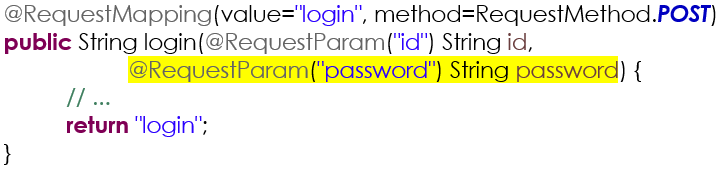 @RequestMapping(value="login", method=RequestMethod.POST)
public String login(@RequestParam("id") String id,
@RequestParam("password") String password) {
// ...
return "login";
}